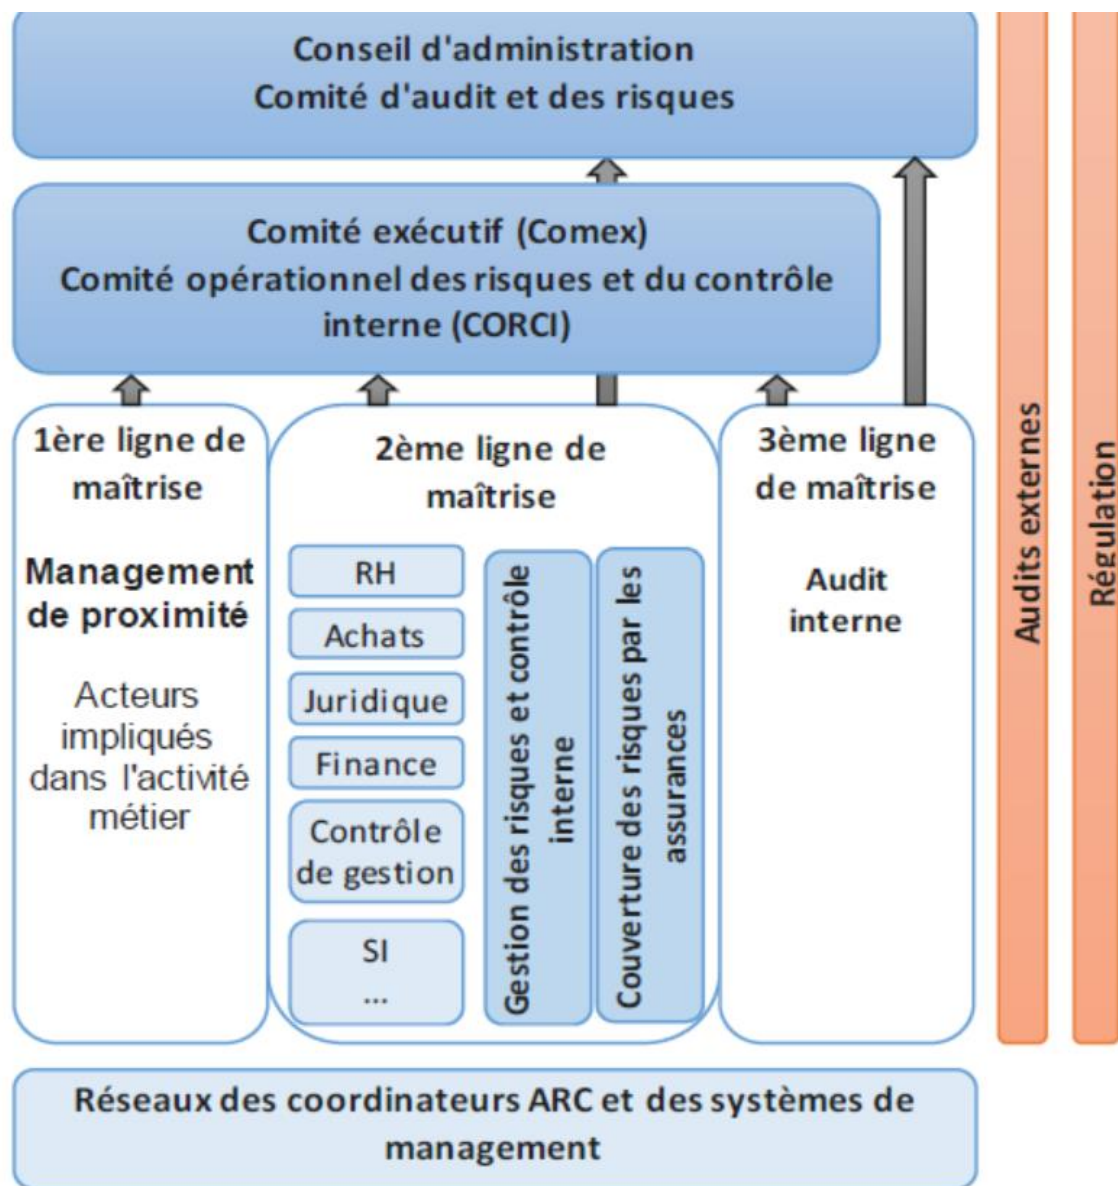 Conseil d'administration
Comité d'audit et des risques
Comité exécutif (Comex)
Comité opérationnel des risques et du contrôle
interne (CORCI)
1ère ligne de
maîtrise
Management
de proximité
Acteurs
impliqués
dans l'activité
métier
2ème ligne de
maîtrise
RH
Achats
Juridique
Finance
Contrôle
de gestion
SI
...
Gestion des risques et contrôle
interne
Couverture des risques par les
assurances
3ème ligne
de maîtrise
Audit
interne
Audits externes
Régulation
Réseaux des coordinateurs ARC et des systèmes de
management